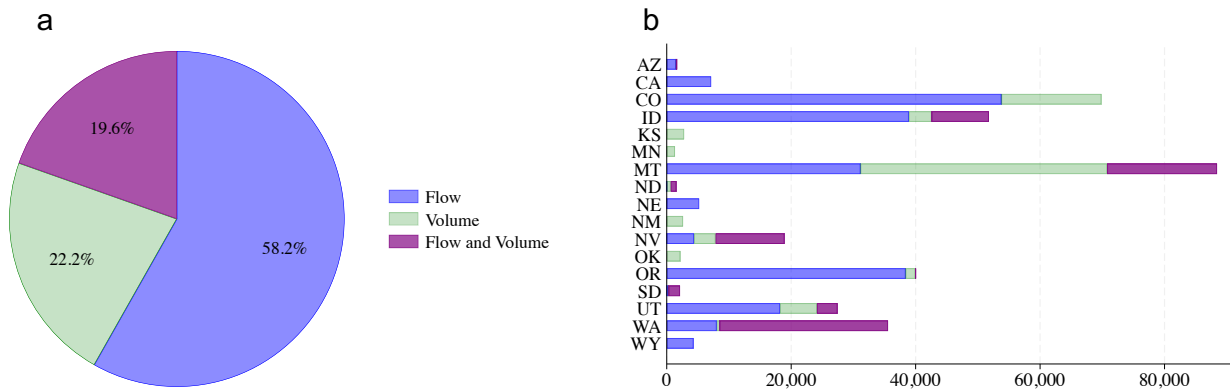 a
19.6%
22.2%
58.2%
Flow
Volume
Flow and Volume
b
AZ
CA
CO
ID
KS
MN
MT
ND
NE
NM
NV
OK
OR
SD
UT
WA
WY
0 20,000 40,000 60,000 80,000